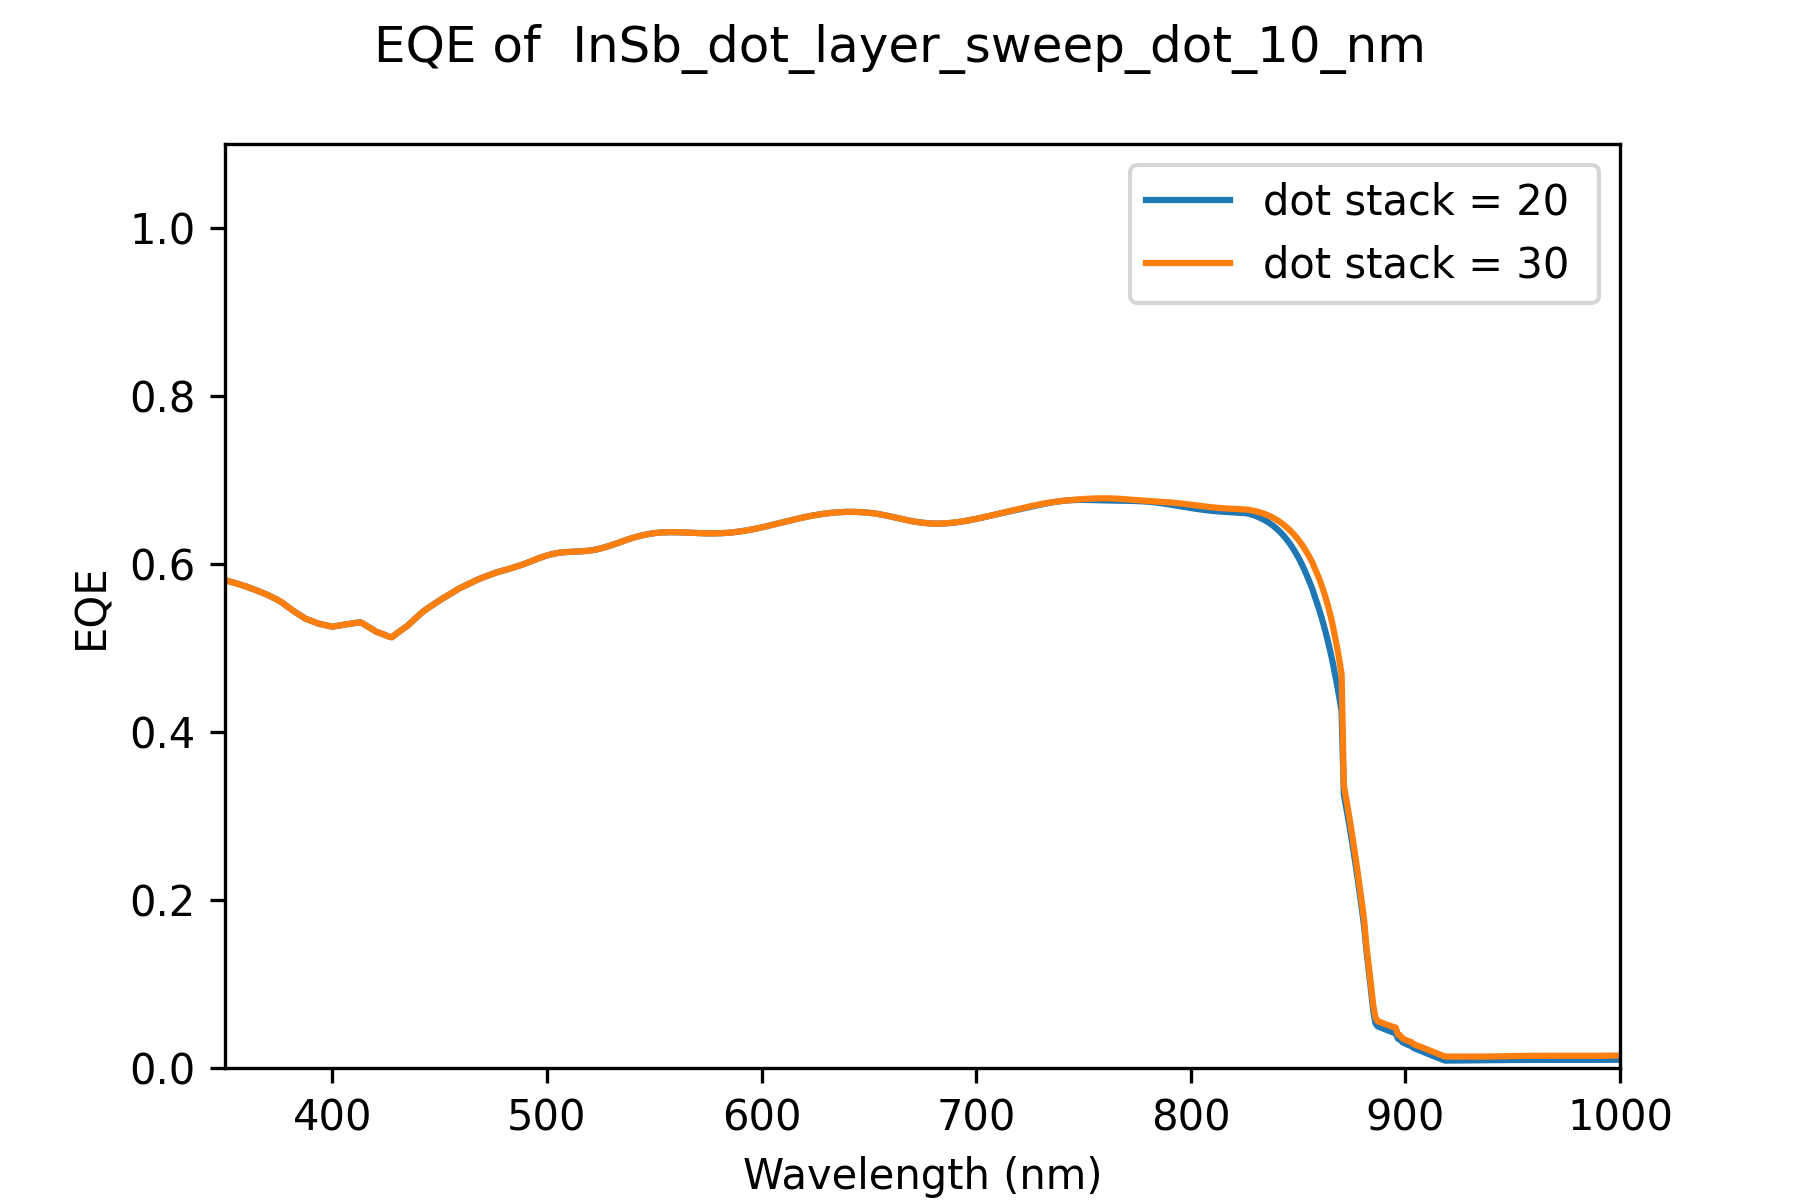 EQE of  InSb_dot_layer_sweep_dot_10_nm
dot stack = 20
dot stack = 30
1.0
0.8
0.6
0.4
0.2
0.0
EQE
400 500 600 700 800 900 1000
Wavelength (nm)